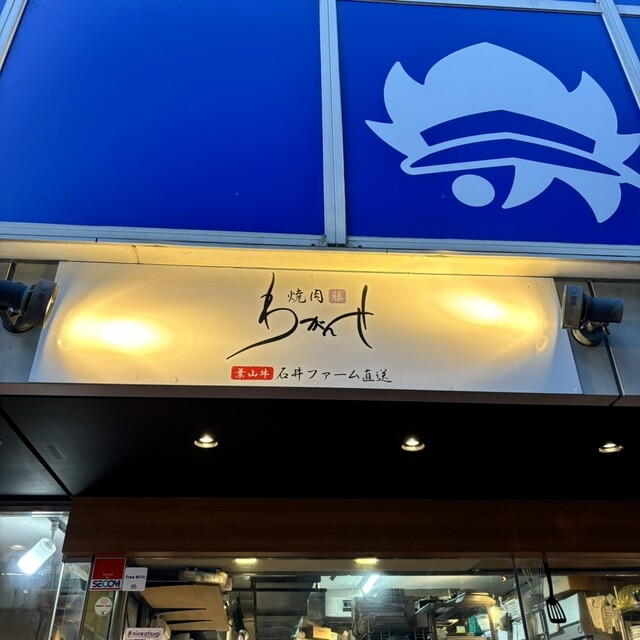 焼肉
わがんせ
葉山牛 石井ファーム直送
SECOM
Free Wi-Fi
#niceatsugi